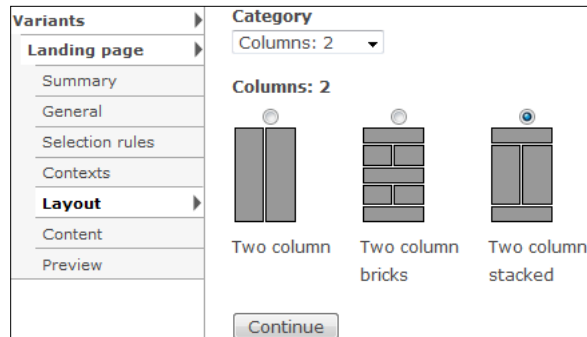 Variants
Landing page
Summary
General
Selection rules
Contexts
Layout
Content
Preview
Category
Columns: 2
Columns: 2
Two column
Two column
bricks
Two column
stacked
Continue